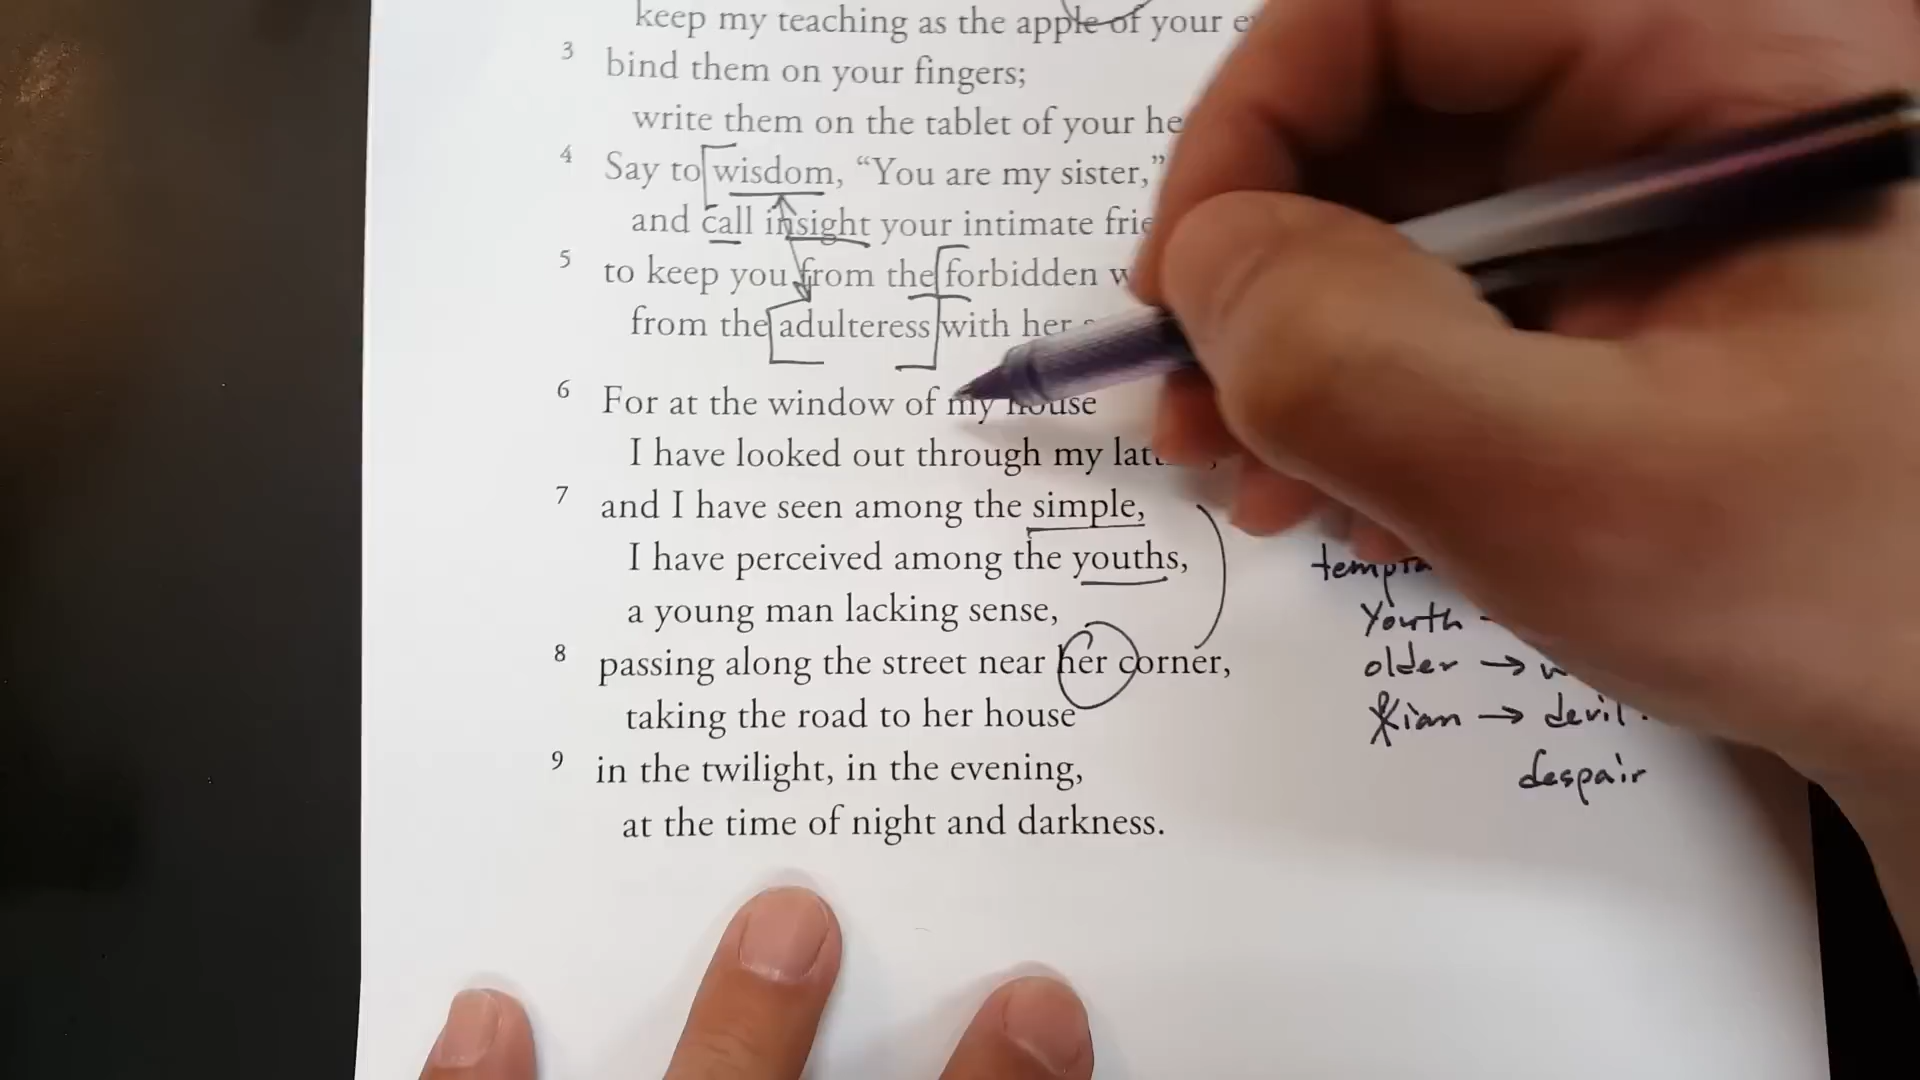 keep my teaching as the apple of your
3 bind them on your fingers;
write them on the tablet of your
4 Say to wisdom, “You are my sister,”
and call insight your intimate
5 to keep you from the forbidden
from the adulteress with her
6 For at the window of my house
I have looked out through my
7 and I have seen among the simple,
I have perceived among the youths,
a young man lacking sense,
8 passing along the street near her corner,
taking the road to her house
9 in the twilight, in the evening,
at the time of night and darkness.
Youth
older →
Xian → devil.
despair